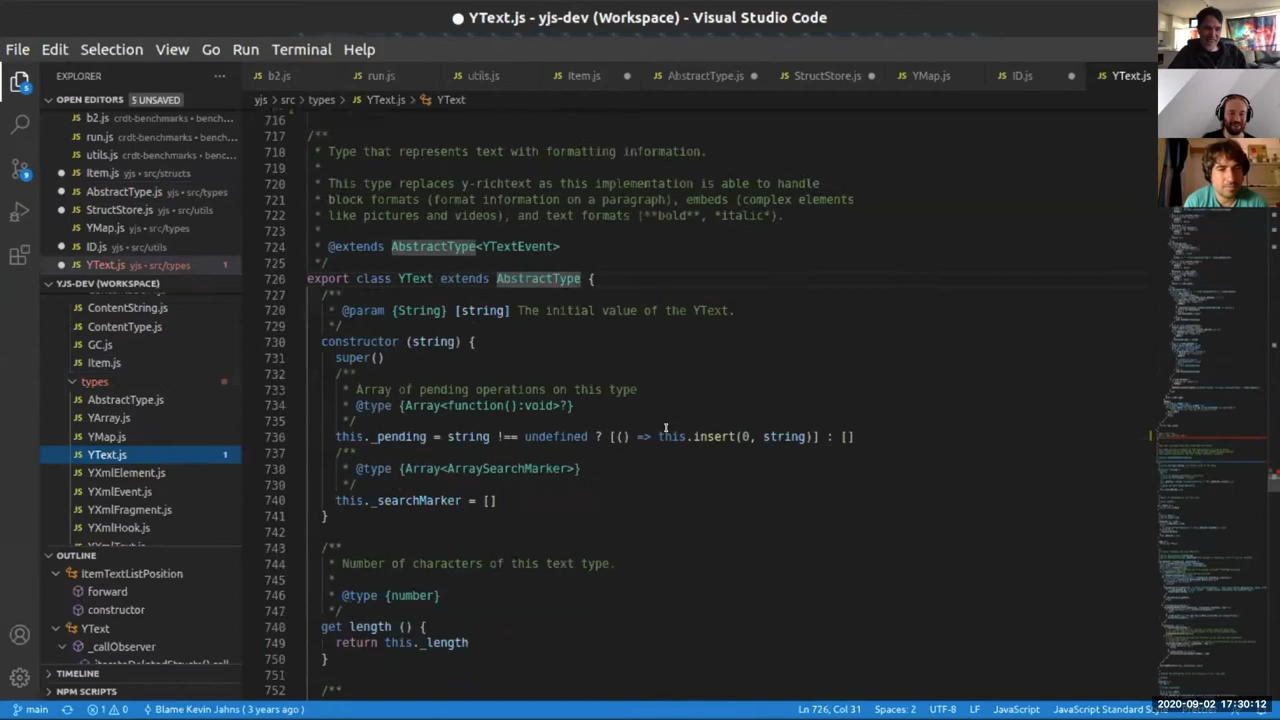 YText.js - yjs-dev (Workspace) - Visual Studio Code
File Edit Selection View Go Run Terminal Help
EXPLORER
b2.js
run.js
utils.js
Item.js
AbstractType.js
StructStore.js
YMap.js
ID.js
YText.js
OPEN EDITORS 5 UNSAVED
yjs > src > types > YText.js > YText
b2.js crdt-benchmarks • bench...
run.js crdt-benchmarks • benc...
utils.js crdt-benchmarks • benc...
Item.js yjs • src/structs
AbstractType.js yjs • src/types
StructStore.js yjs • src/utils
YMap.js yjs • src/types
ID.js yjs • src/utils
YText.js yjs • src/types 1
YJS-DEV (WORKSPACE)
ContentString.js
ContentType.js
GC.js
Item.js
types
AbstractType.js
YArray.js
YMap.js
YText.js 1
YXmlElement.js
YXmlEvent.js
YXmlFragment.js
YXmlHook.js
YXmlText.js
OUTLINE
ItemTextListPosition
forward
constructor
YText
_callObserver
TIMELINE
NPM SCRIPTS
716
717 /**
718 * Type that represents text with formatting information.
719 *
720 * This type replaces y-richtext as this implementation is able to handle
721 * block formats (format information on a paragraph), embeds (complex elements
722 * like pictures and videos), and text formats (**bold**, *italic*).
723 *
724 * @extends AbstractType<YTextEvent>
725 */
726 export class YText extends AbstractType {
727 /**
728 * @param {String} [string] The initial value of the YText.
729 */
730 constructor (string) {
731 super()
732 /**
733 * Array of pending operations on this type
734 * @type {Array<function():void>?}
735 */
736 this._pending = string !== undefined ? [() => this.insert(0, string)] : []
737 /**
738 * @type {Array<ArraySearchMarker>}
739 */
740 this._searchMarker = []
741 }
742
743 /**
744 * Number of characters of this text type.
745 *
746 * @type {number}
747 */
748 get length () {
749 return this._length
750 }
751
752 /**
main
1 0
Blame Kevin Jahns (3 years ago)
Ln 726, Col 31
Spaces: 2
UTF-8
LF
JavaScript
2020-09-02 17:30:12